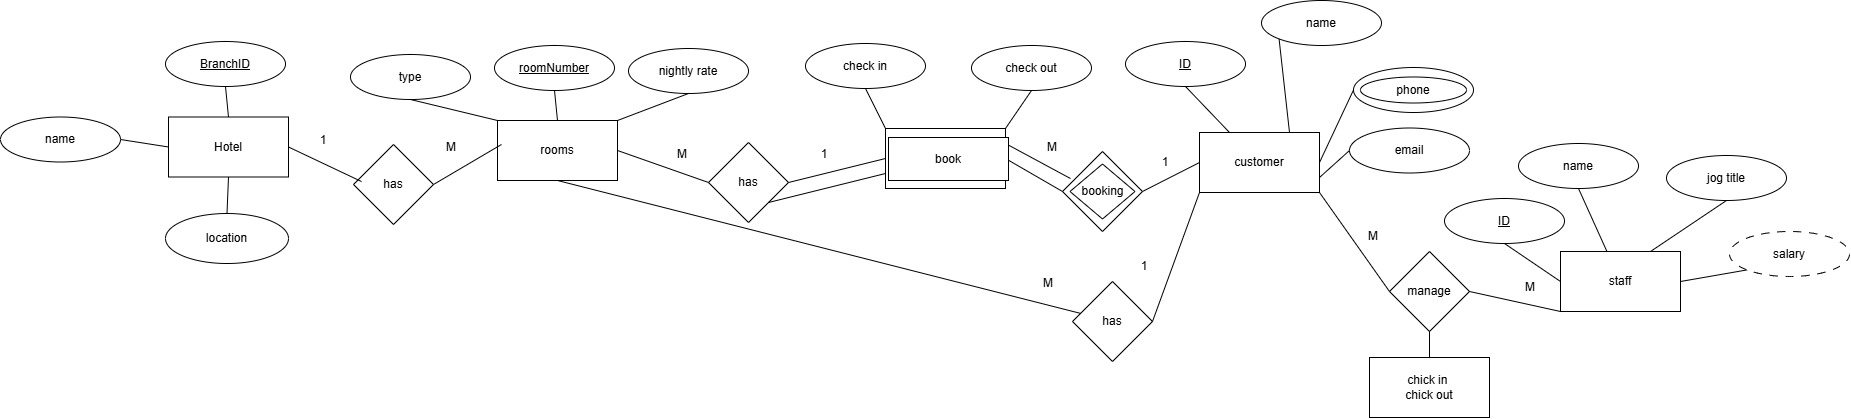 name
BranchID
type
roomNumber
nightly rate
check in
check out
ID
phone
name
1
Hotel
M
rooms
M
1
book
M
1
customer
email
has
has
booking
name
jog title
location
ID
M
1
M
has
manage
M
staff
salary
chick in
chick out